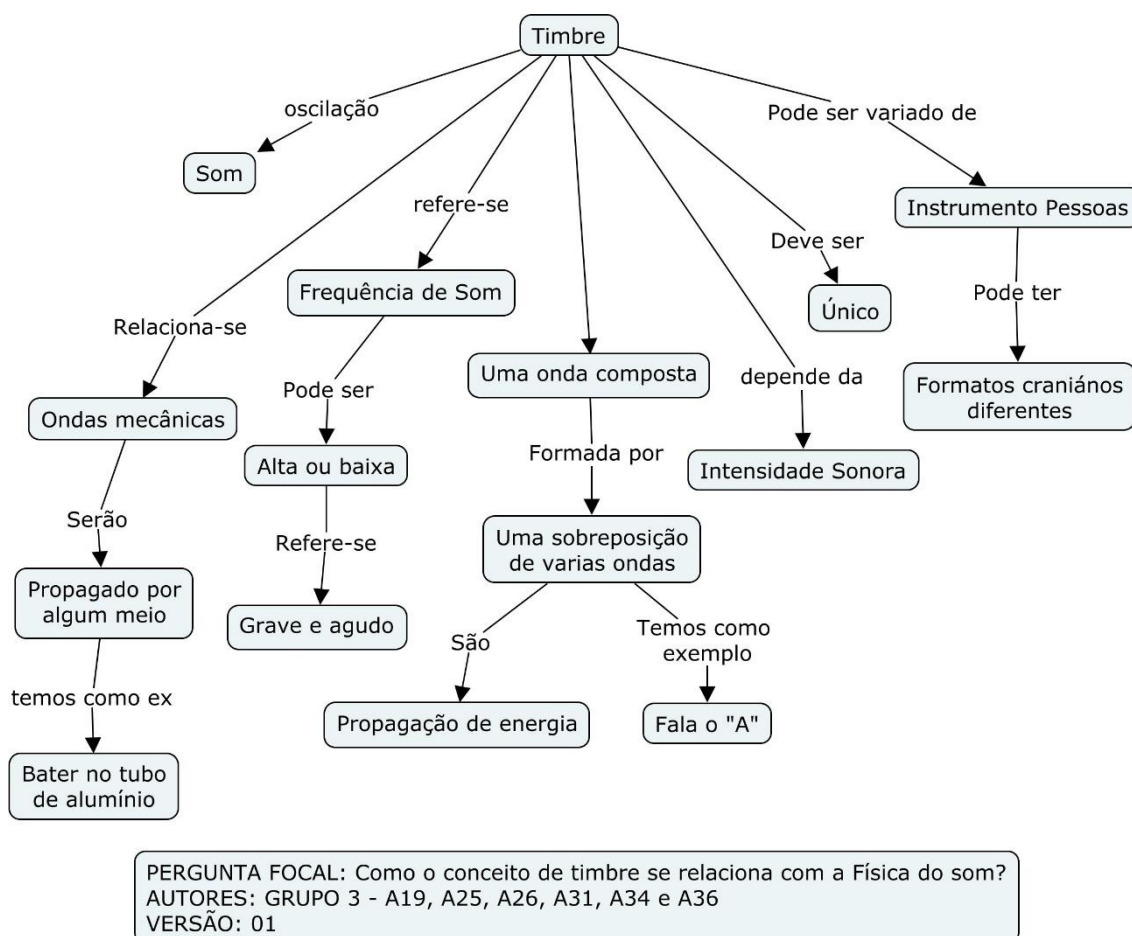 Timbre
oscilação
Pode ser variado de
Som
refere-se
Instrumento Pessoas
Deve ser
Frequência de Som
Pode ter
Único
Relaciona-se
Uma onda composta
depende da
Pode ser
Formatos craniános
diferentes
Ondas mecânicas
Formada por
Alta ou baixa
Intensidade Sonora
Serão
Refere-se
Uma sobreposição
de varias ondas
Propagado por
algum meio
Grave e agudo
São
Temos como
exemplo
temos como ex
Propagação de energia
Fala o "A"
Bater no tubo
de alumínio
PERGUNTA FOCAL: Como o conceito de timbre se relaciona com a Física do som?
AUTORES: GRUPO 3 - A19, A25, A26, A31, A34 e A36
VERSÃO: 01